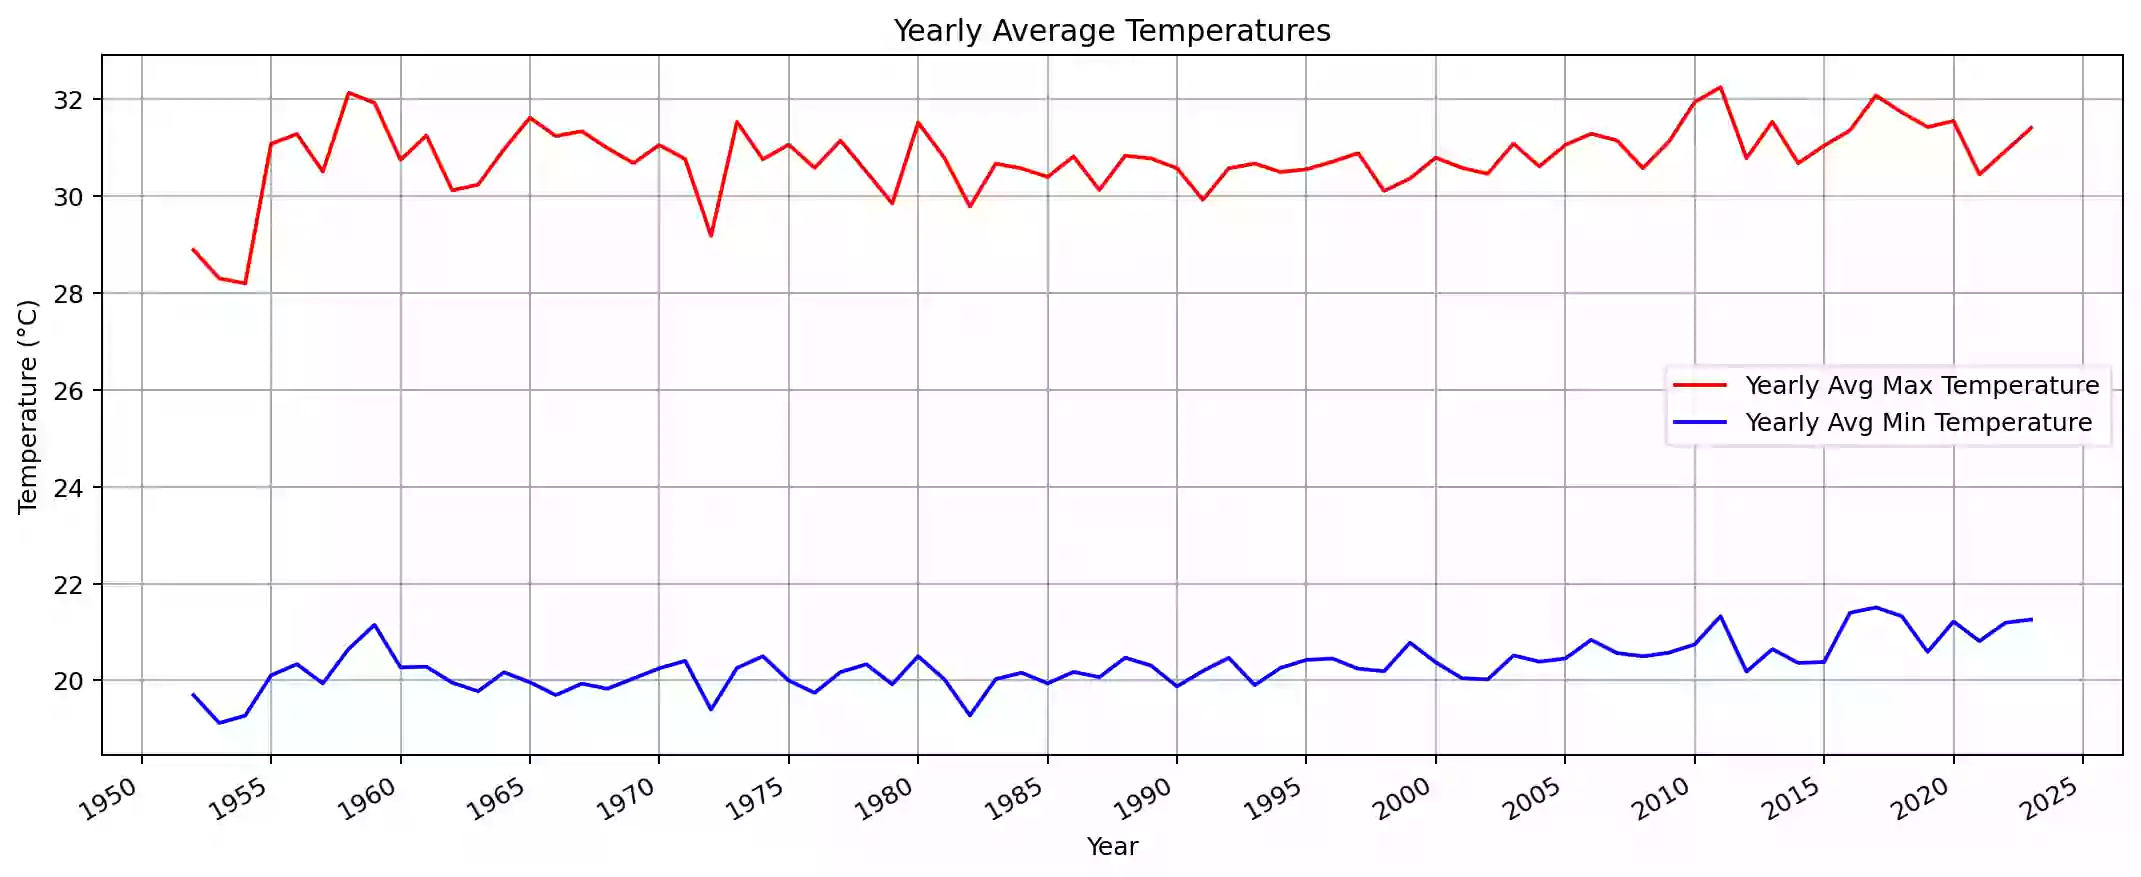 Yearly Average Temperatures
Temperature (°C)
32
30
28
26
24
22
20
Yearly Avg Max Temperature
Yearly Avg Min Temperature
1950 1955 1960 1965 1970 1975 1980 1985 1990 1995 2000 2005 2010 2015 2020 2025
Year